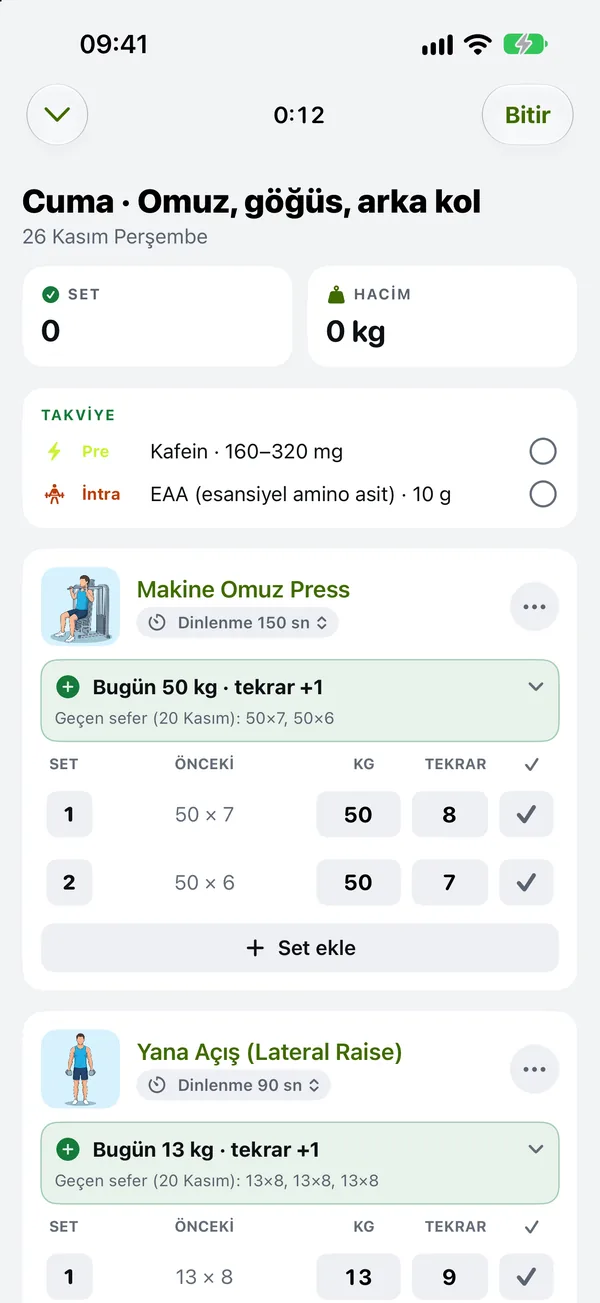 09:41
0:12
Bitir
Cuma · Omuz, göğüs, arka kol
26 Kasım Perşembe
SET
0
HACİM
0 kg
TAKVİYE
Pre Kafein · 160–320 mg
İntra EAA (esansiyel amino asit) · 10 g
Makine Omuz Press
Dinlenme 150 sn
Bugün 50 kg · tekrar +1
Geçen sefer (20 Kasım): 50×7, 50×6
SET ÖNCEKİ KG TEKRAR ✓
1 50 × 7 50 8 ✓
2 50 × 6 50 7 ✓
+ Set ekle
Yana Açış (Lateral Raise)
Dinlenme 90 sn
Bugün 13 kg · tekrar +1
Geçen sefer (20 Kasım): 13×8, 13×8, 13×8
SET ÖNCEKİ KG TEKRAR ✓
1 13 × 8 13 9 ✓